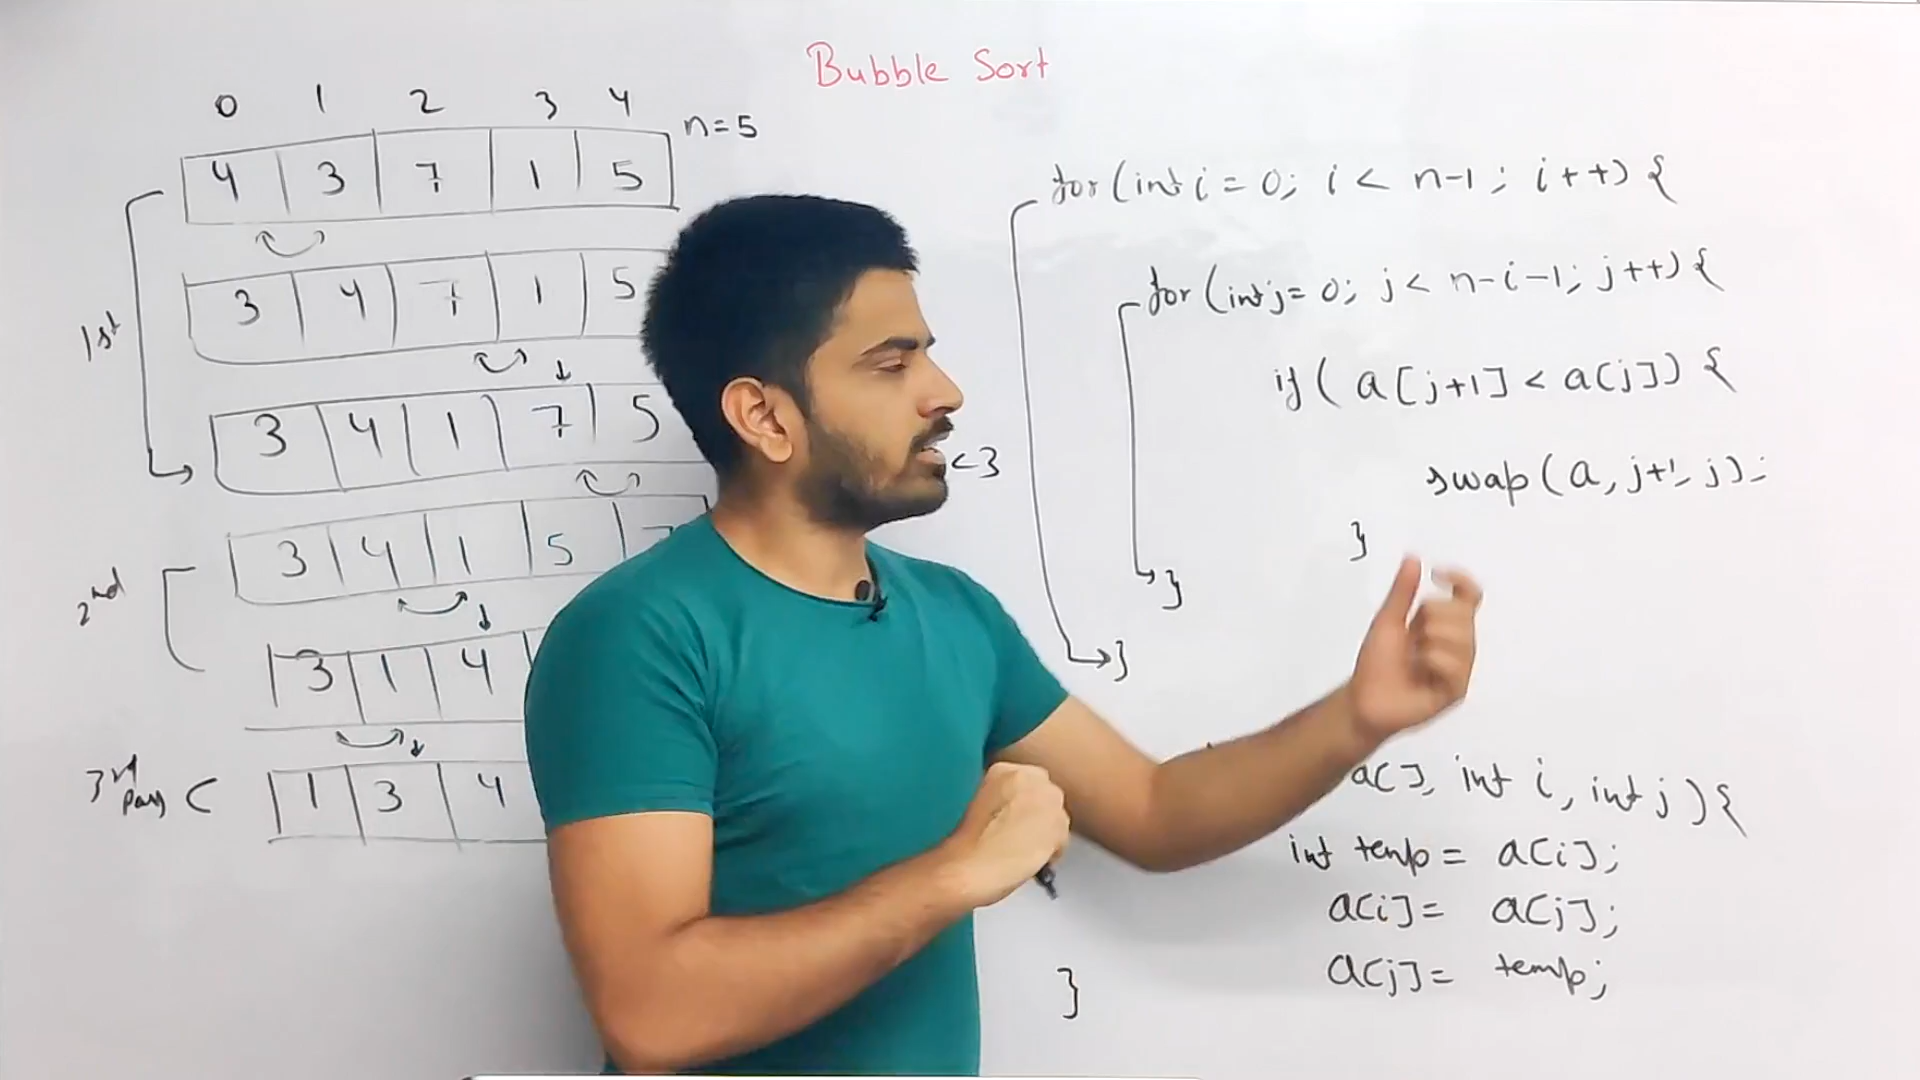 Bubble Sort
0 1 2 3 4
n=5
4 3 7 1 5
1st
3 4 7 1 5
3 4 1 7 5
2nd
3 4 1 5 7
3 1 4
3rd pass
1 3 4
<3
for(int i = 0; i < n-1; i++) {
for(int j= 0; j < n-i-1; j++) {
if( a[j+1] < a[j]) {
swap(a, j+1, j);
}
}
}
a[], int i, int j){
int temp = a[i];
a[i]= a[j];
a[j]= temp;
}